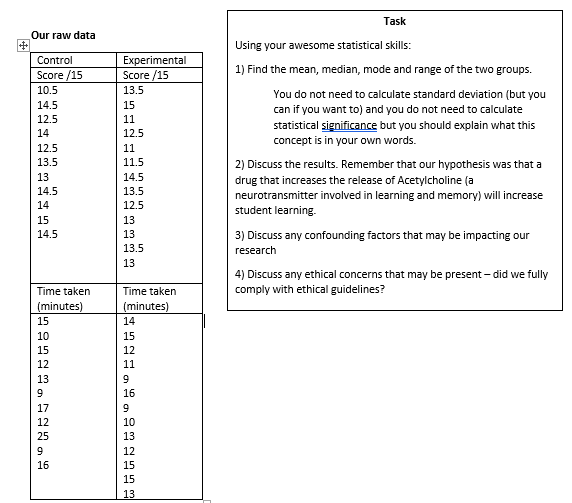 Our raw data
Control Experimental
Score /15 Score /15
10.5 13.5
14.5 15
12.5 11
14 12.5
12.5 11
13.5 11.5
13 14.5
14.5 13.5
14 12.5
15 13
14.5 13
13.5
13
Time taken Time taken
(minutes) (minutes)
15 14
10 15
15 12
12 11
13 9
9 16
17 9
12 10
25 13
9 12
16 15
15
13
Task
Using your awesome statistical skills:
1) Find the mean, median, mode and range of the two groups.
You do not need to calculate standard deviation (but you
can if you want to) and you do not need to calculate
statistical significance but you should explain what this
concept is in your own words.
2) Discuss the results. Remember that our hypothesis was that a
drug that increases the release of Acetylcholine (a
neurotransmitter involved in learning and memory) will increase
student learning.
3) Discuss any confounding factors that may be impacting our
research
4) Discuss any ethical concerns that may be present – did we fully
comply with ethical guidelines?